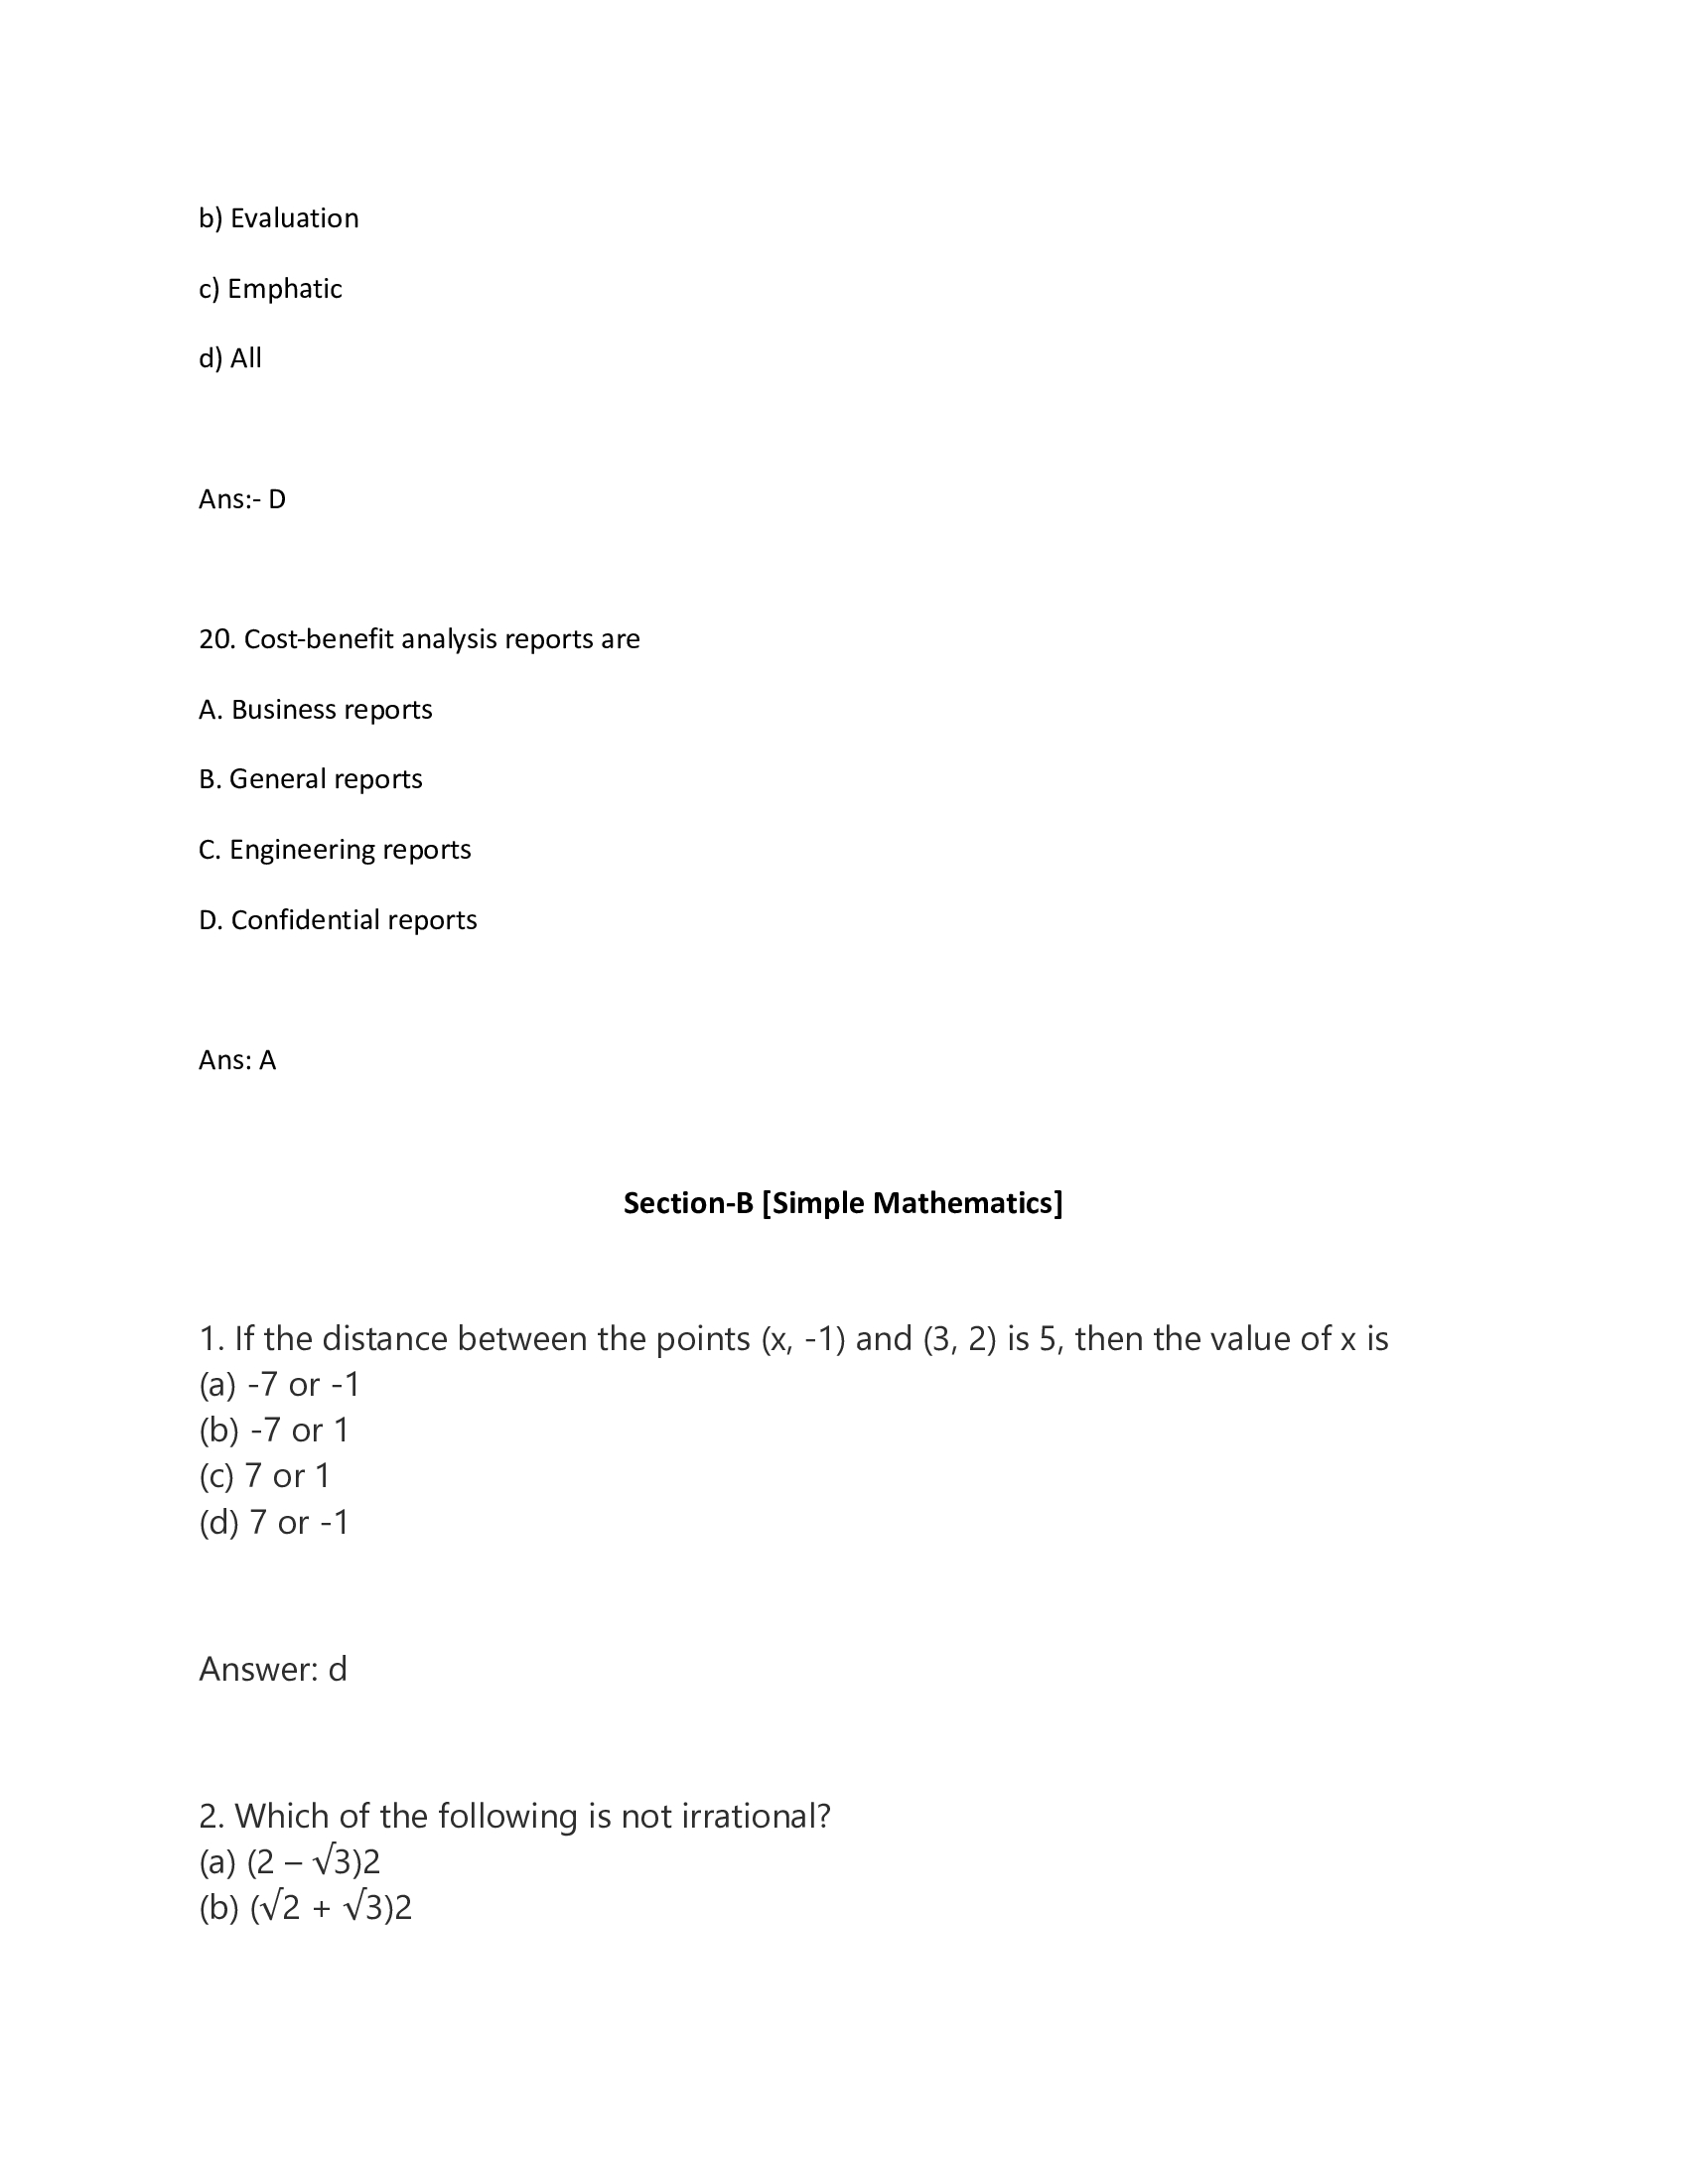 b) Evaluation
c) Emphatic
d) All
Ans:- D
20. Cost-benefit analysis reports are
A. Business reports
B. General reports
C. Engineering reports
D. Confidential reports
Ans: A
Section-B [Simple Mathematics]
1. If the distance between the points (x, -1) and (3, 2) is 5, then the value of x is
(a) -7 or -1
(b) -7 or 1
(c) 7 or 1
(d) 7 or -1
Answer: d
2. Which of the following is not irrational?
(a) (2 – √3)2
(b) (√2 + √3)2